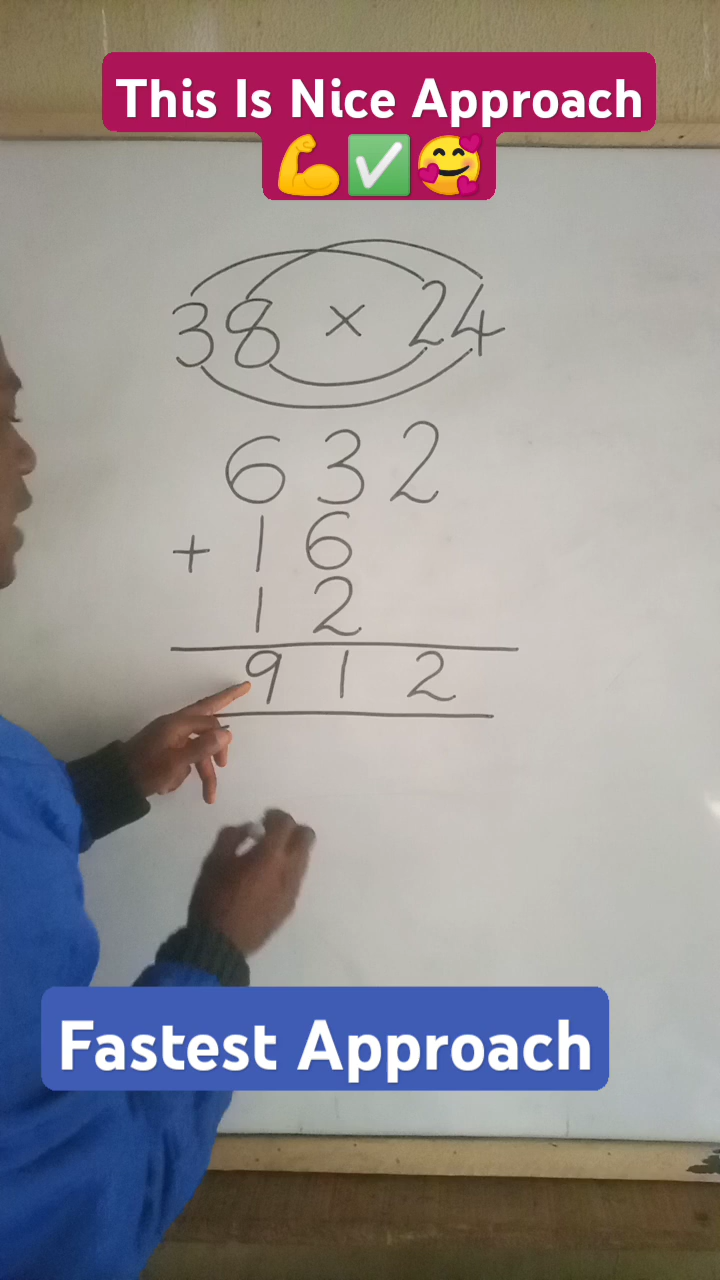 This Is Nice Approach
💪✅🥰
38 × 24
632
+ 16
12
912
Fastest Approach